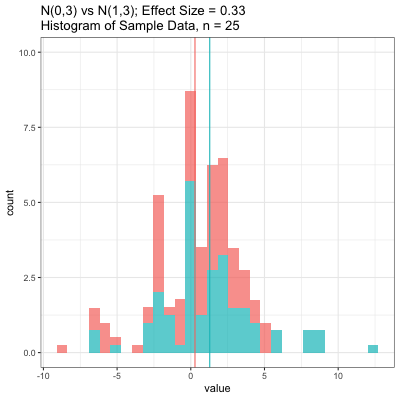 N(0,3) vs N(1,3); Effect Size = 0.33
Histogram of Sample Data, n = 25
10.0
7.5
5.0
2.5
0.0
count
-10
-5
0
5
10
value